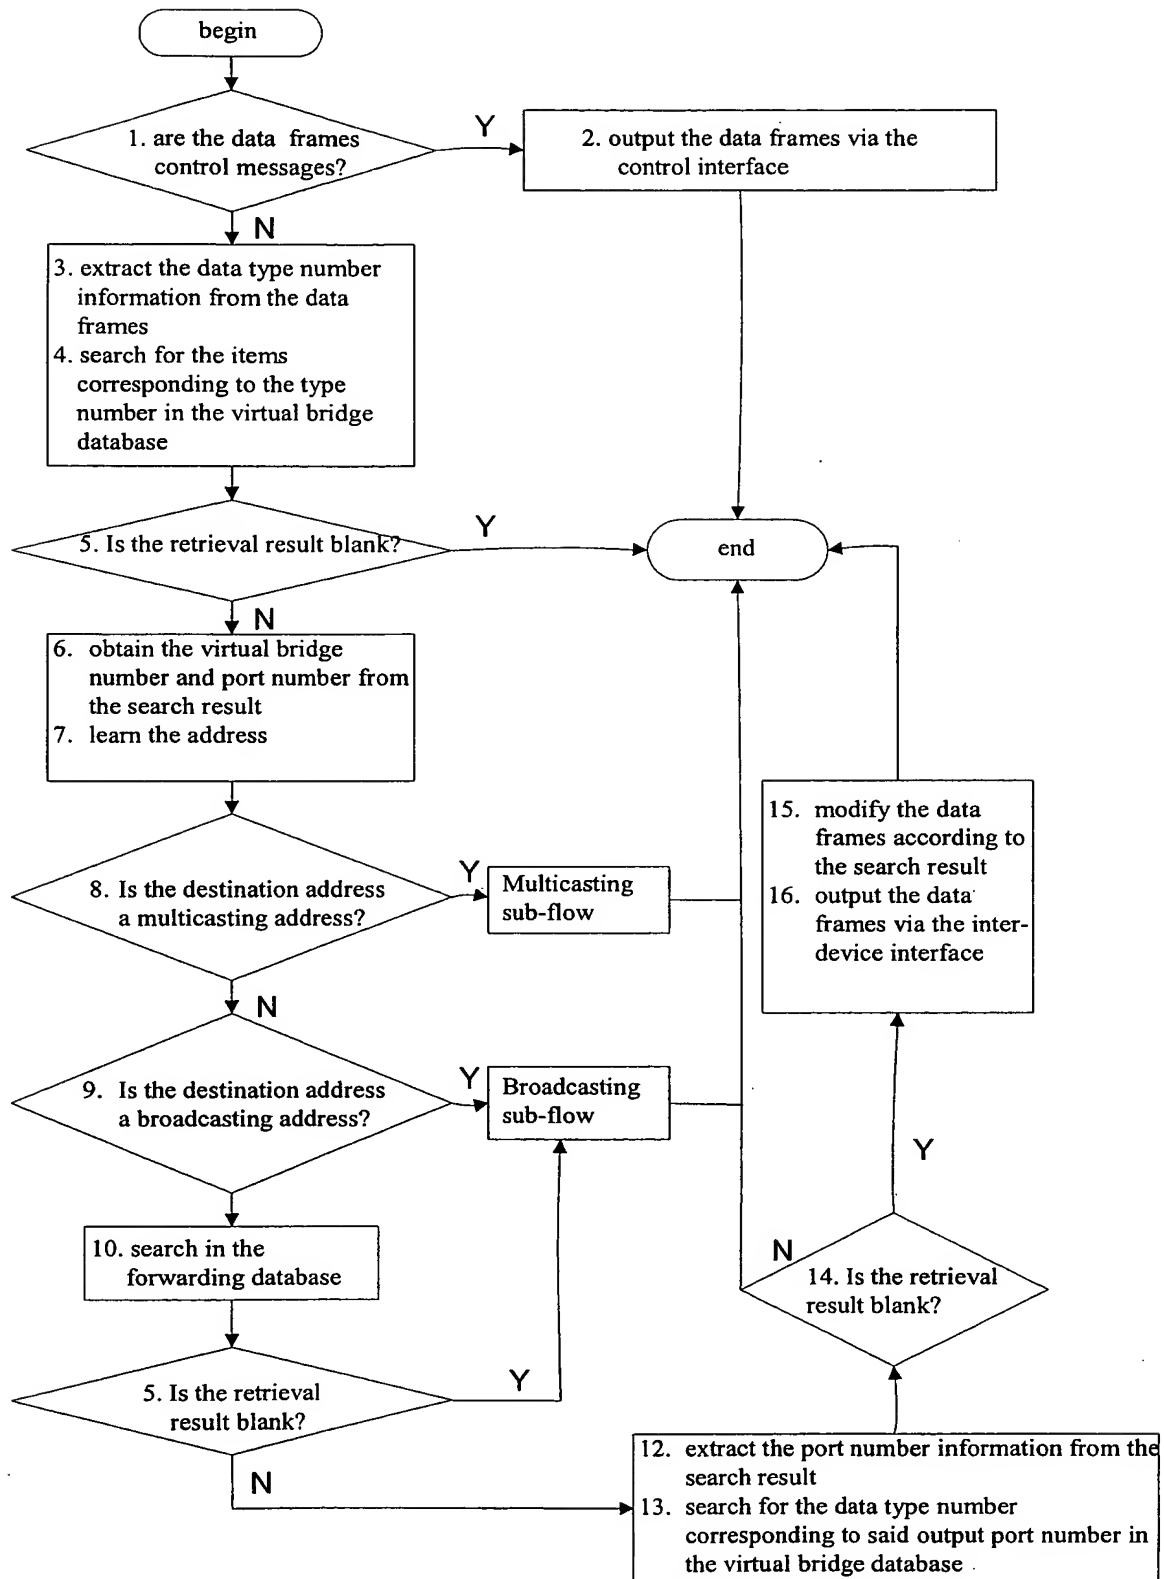 begin
1. are the data frames
control messages?
Y
2. output the data frames via the
control interface
N
3. extract the data type number
information from the data
frames
4. search for the items
corresponding to the type
number in the virtual bridge
database
5. Is the retrieval result blank?
Y
end
N
6. obtain the virtual bridge
number and port number from
the search result
7. learn the address
8. Is the destination address
a multicasting address?
Y
Multicasting
sub-flow
15. modify the data
frames according to
the search result
16. output the data
frames via the inter-
device interface
N
9. Is the destination address
a broadcasting address?
Y
Broadcasting
sub-flow
Y
10. search in the
forwarding database
N
14. Is the retrieval
result blank?
5. Is the retrieval
result blank?
Y
N
12. extract the port number information from the
search result
13. search for the data type number
corresponding to said output port number in
the virtual bridge database